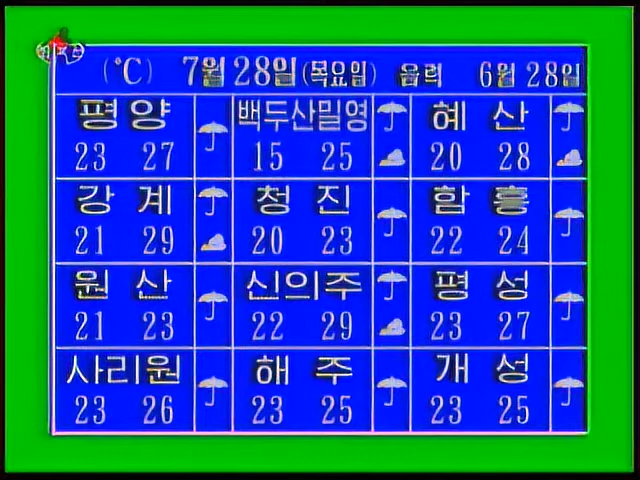 (℃) 7월 28일 (목요일) 음력 6월 28일
평양 백두산밀영 혜산
23 27 15 25 20 28
강계 청진 함흥
21 29 20 23 22 24
원산 신의주 평성
21 23 22 29 23 27
사리원 해주 개성
23 26 23 25 23 25